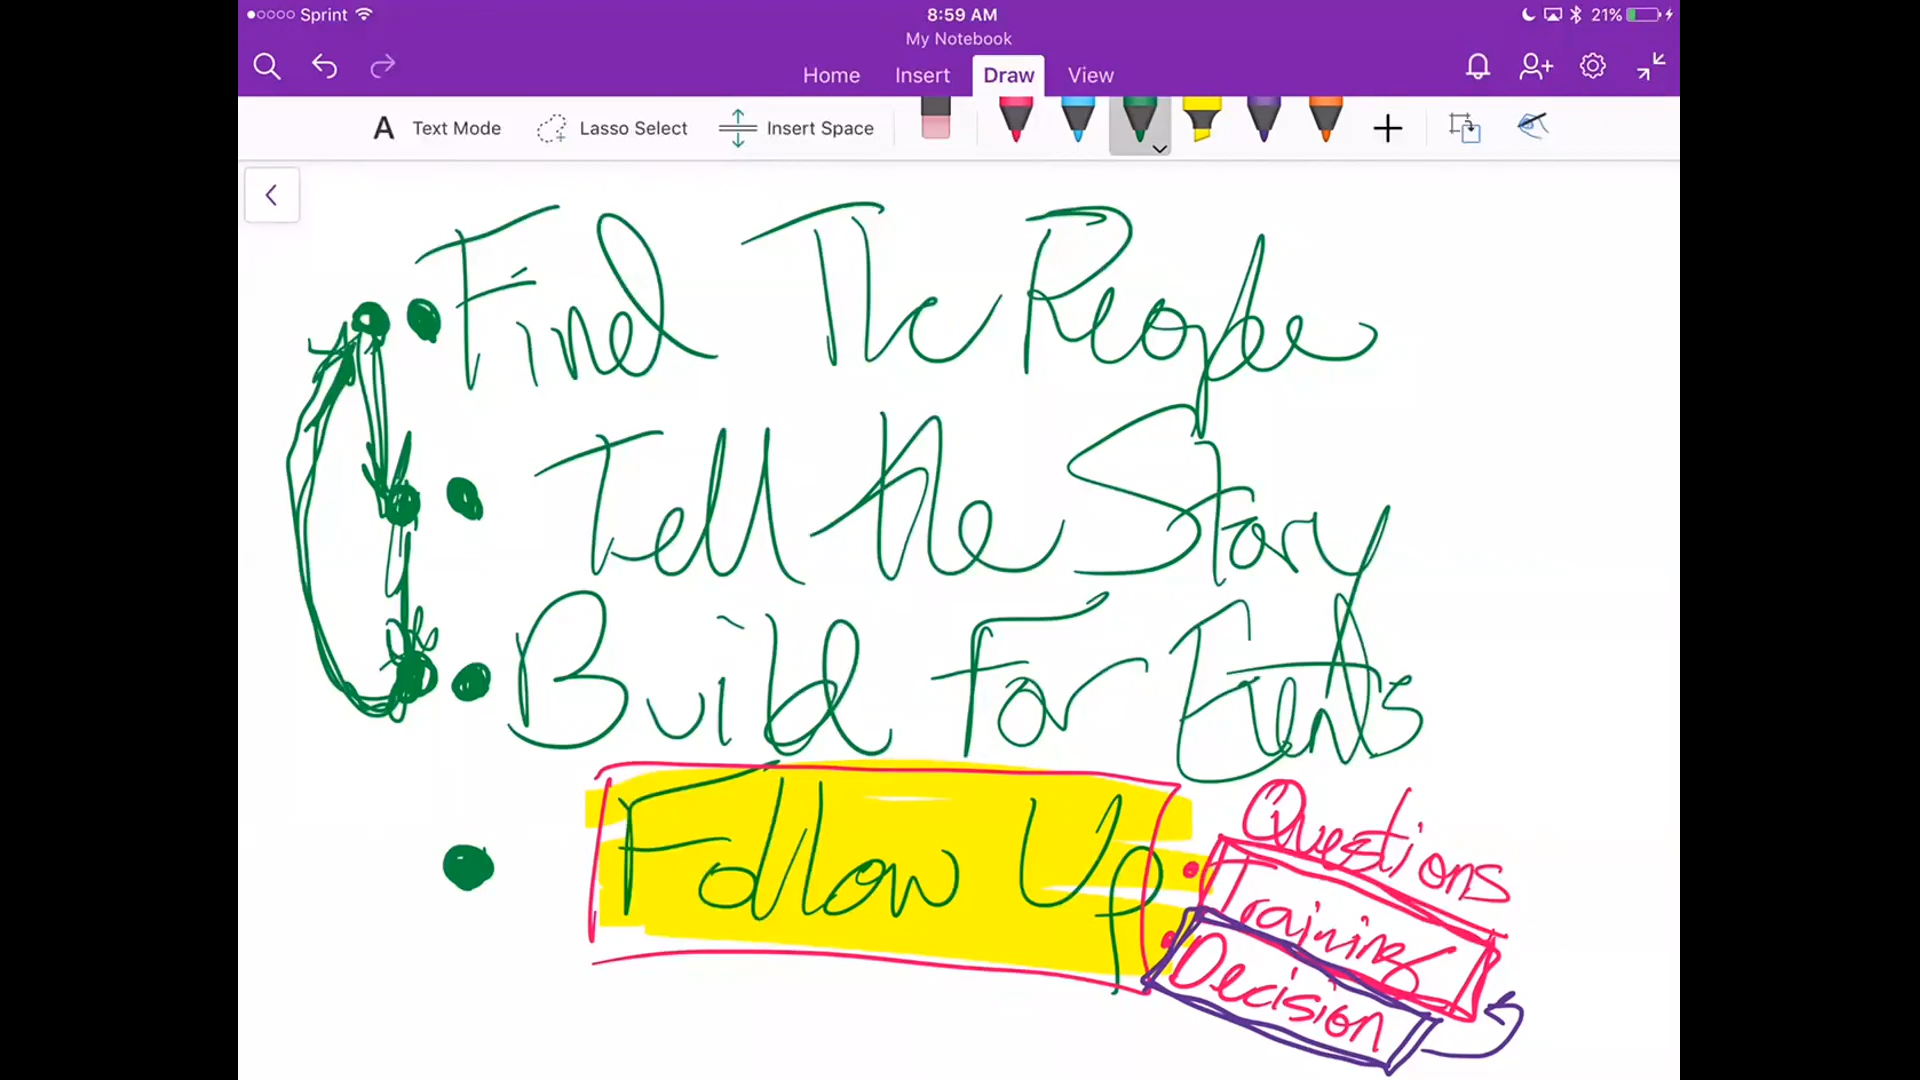 Sprint 8:59 AM 21%
My Notebook
Home Insert Draw View
A Text Mode Lasso Select Insert Space
Find The People
Tell the Story
Build For Events
Follow Up
Questions
Training
Decision